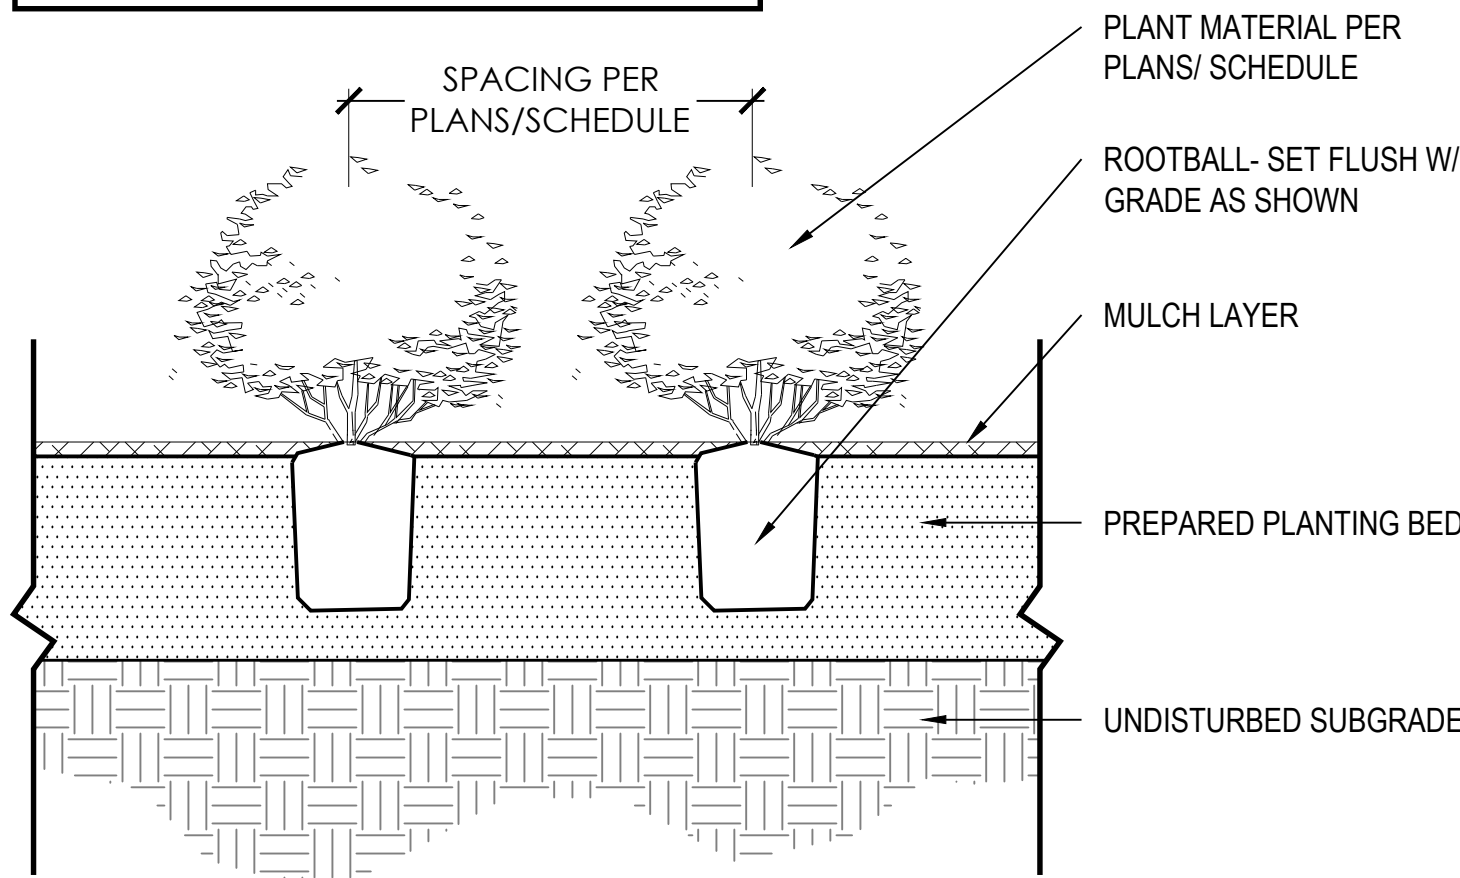 SPACING PER
PLANS/SCHEDULE
PLANT MATERIAL PER
PLANS/ SCHEDULE
ROOTBALL- SET FLUSH W/
GRADE AS SHOWN
MULCH LAYER
PREPARED PLANTING BED
UNDISTURBED SUBGRADE